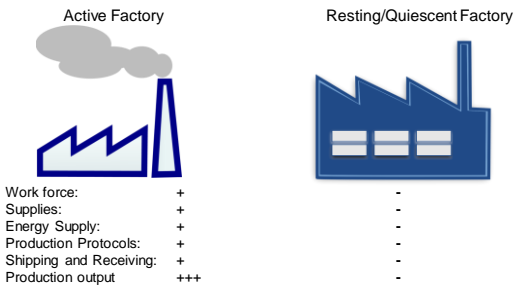 Active Factory Resting/Quiescent Factory
Work force: + -
Supplies: + -
Energy Supply: + -
Production Protocols: + -
Shipping and Receiving: + -
Production output +++ -